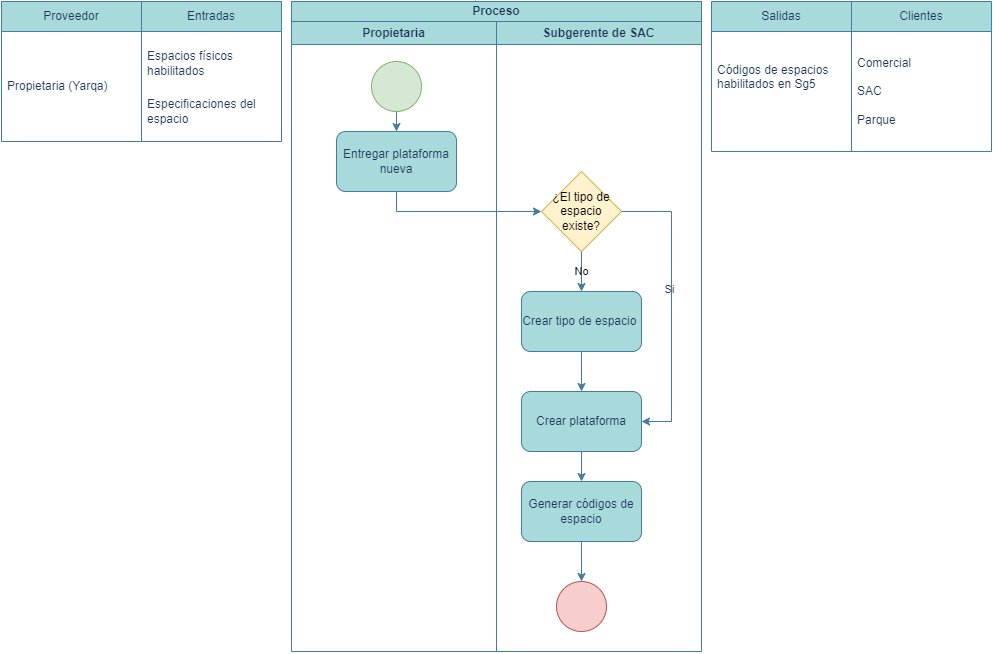 Proveedor
Entradas
Propietaria (Yarqa)
Espacios físicos
habilitados
Especificaciones del
espacio
Proceso
Propietaria
Subgerente de SAC
Entregar plataforma
nueva
¿El tipo de
espacio
existe?
No
Si
Crear tipo de espacio
Crear plataforma
Generar códigos de
espacio
Salidas
Clientes
Códigos de espacios
habilitados en Sg5
Comercial
SAC
Parque